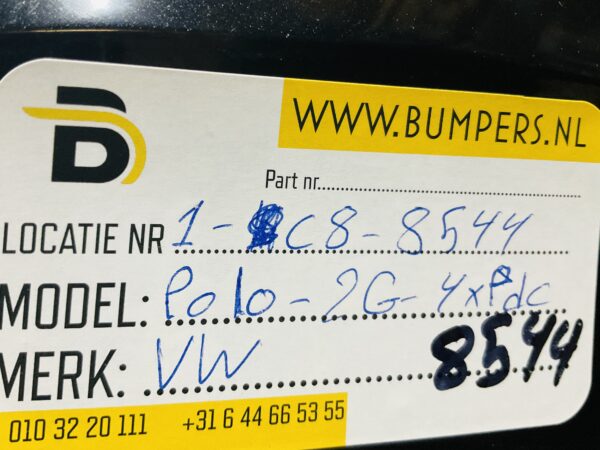 WWW.BUMPERS.NL
Part nr.
LOCATIE NR 1-C8-8544
MODEL: Polo-2G-4xPdc
MERK: VW
8544
010 32 20 111 +31 6 44 66 53 55